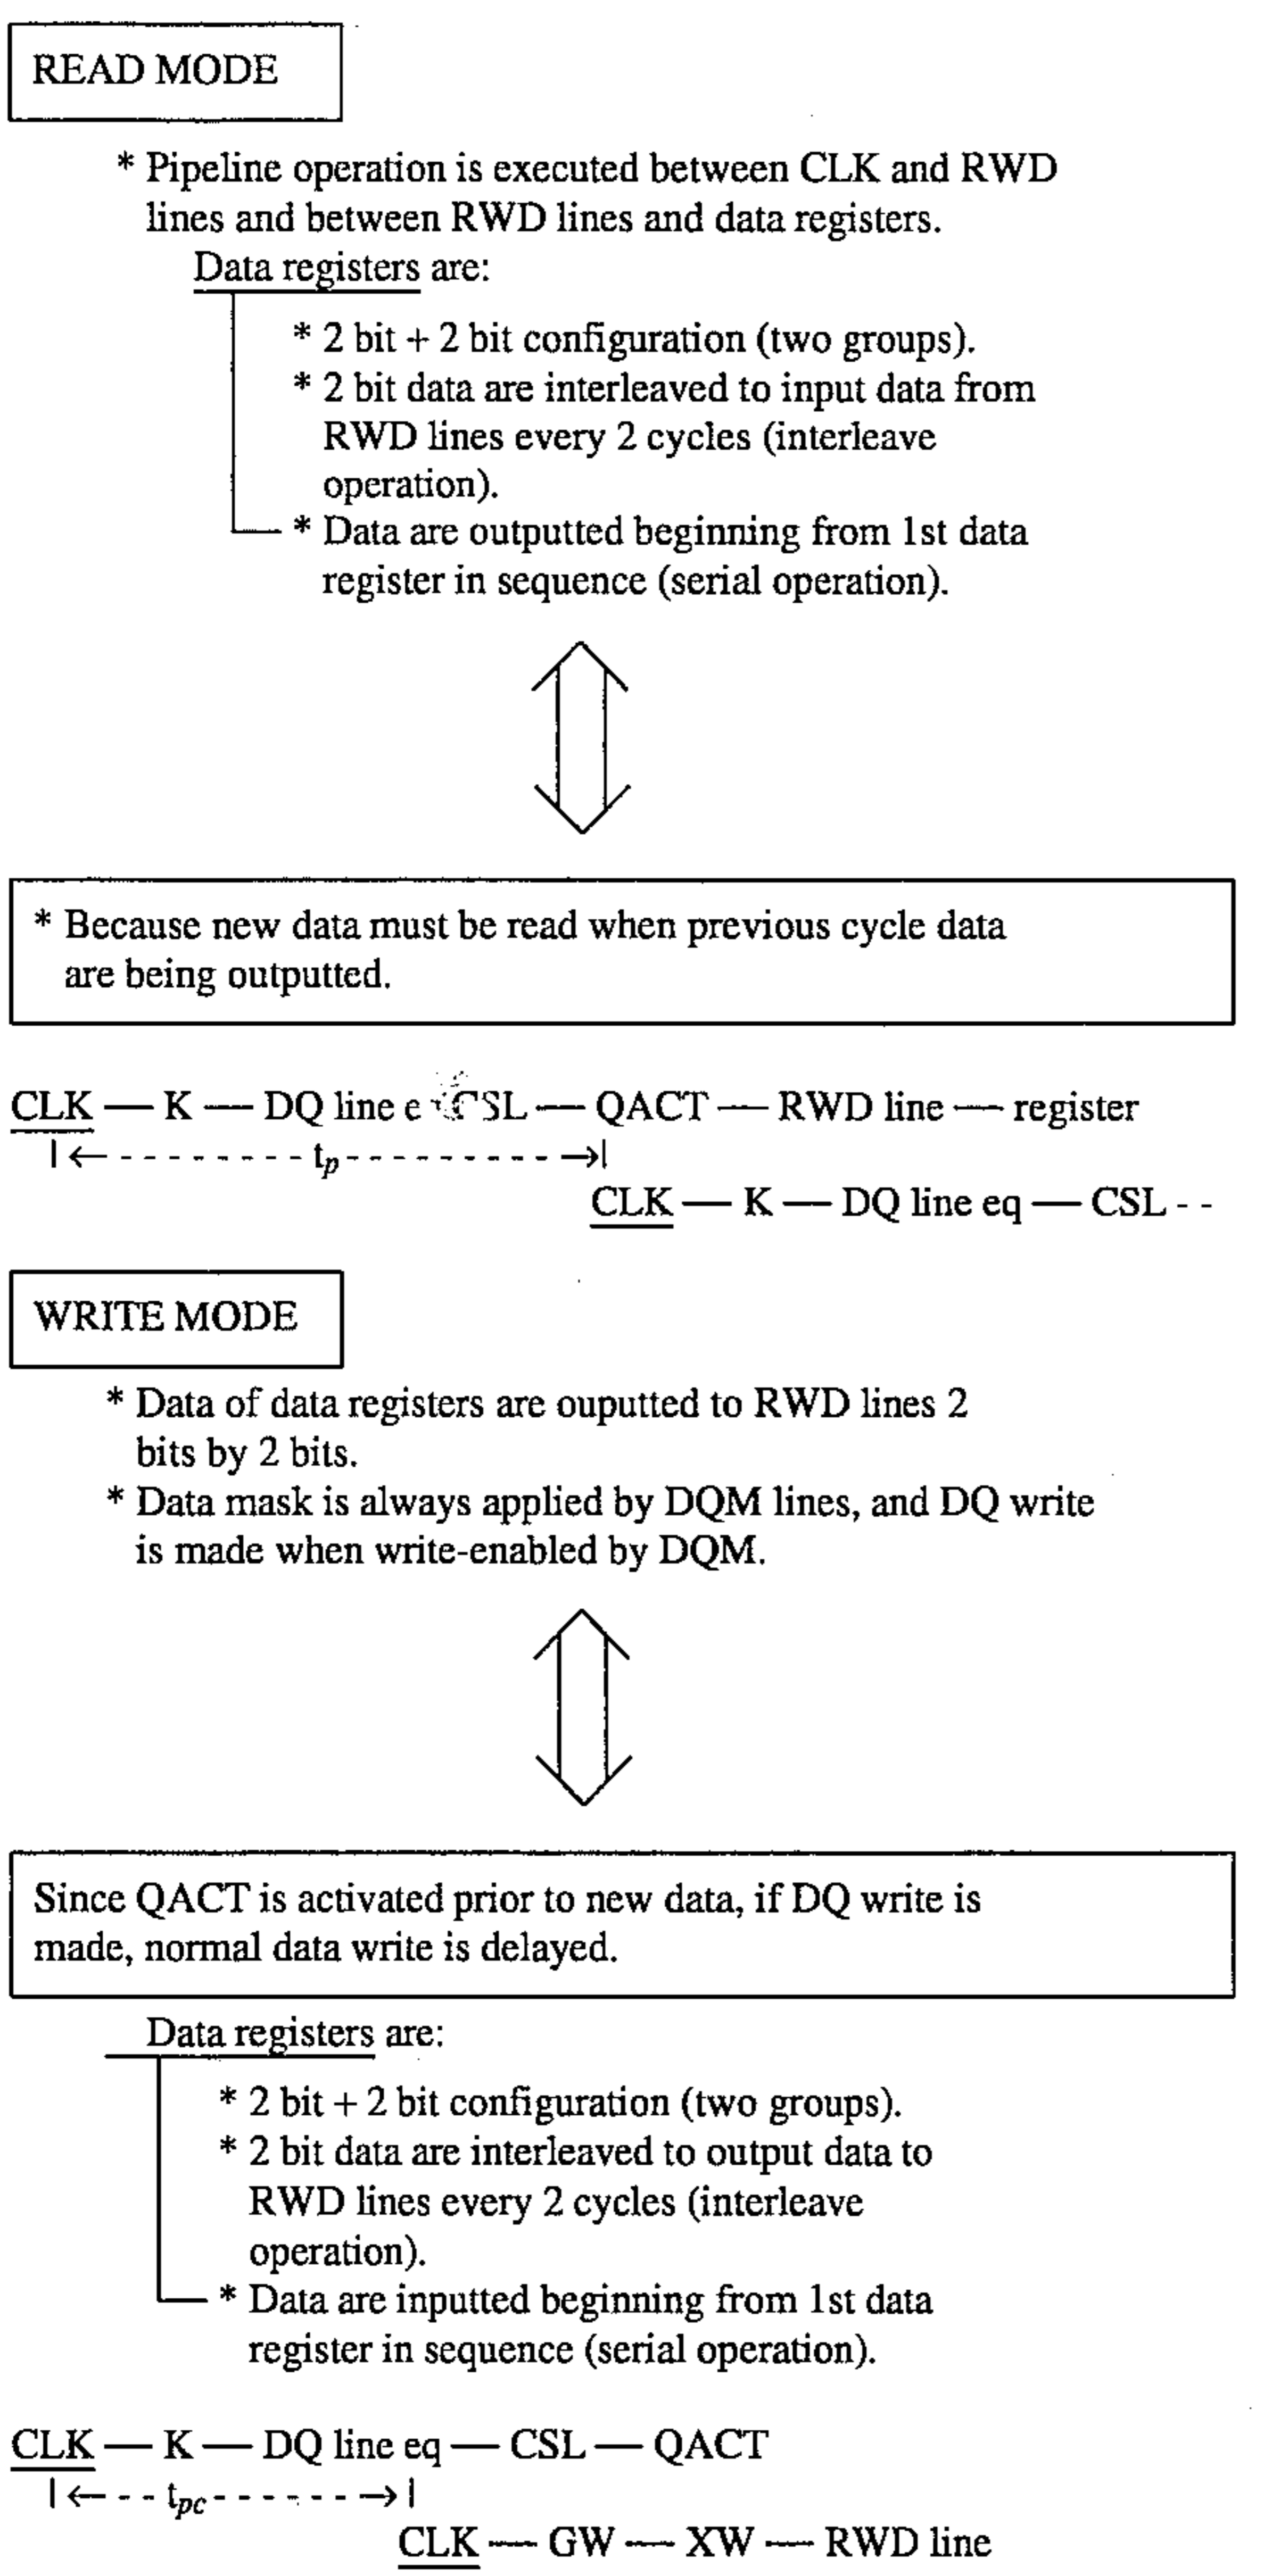 READ MODE
* Pipeline operation is executed between CLK and RWD
lines and between RWD lines and data registers.
Data registers are:
* 2 bit + 2 bit configuration (two groups).
* 2 bit data are interleaved to input data from
RWD lines every 2 cycles (interleave
operation).
* Data are outputted beginning from 1st data
register in sequence (serial operation).
* Because new data must be read when previous cycle data
are being outputted.
CLK — K — DQ line CSL — QACT — RWD line — register
|← - - - - - - - - - tp - - - - - - - - - - →|
CLK — K — DQ line eq — CSL - -
WRITE MODE
* Data of data registers are ouputted to RWD lines 2
bits by 2 bits.
* Data mask is always applied by DQM lines, and DQ write
is made when write-enabled by DQM.
Since QACT is activated prior to new data, if DQ write is
made, normal data write is delayed.
Data registers are:
* 2 bit + 2 bit configuration (two groups).
* 2 bit data are interleaved to output data to
RWD lines every 2 cycles (interleave
operation).
* Data are inputted beginning from 1st data
register in sequence (serial operation).
CLK — K — DQ line eq — CSL — QACT
|← - - - tpc - - - - - - - →|
CLK — GW — XW — RWD line